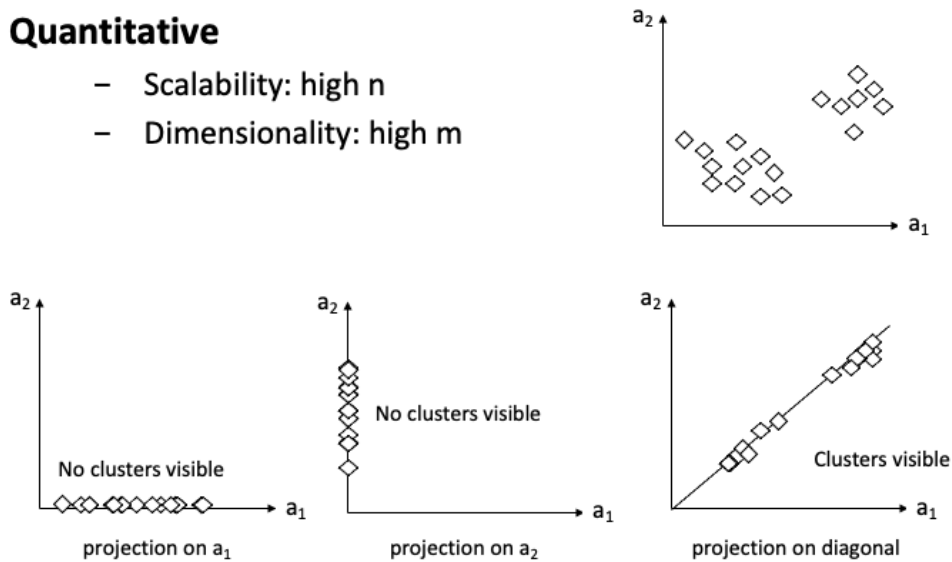 Quantitative
– Scalability: high n
– Dimensionality: high m
a₂
a₁
a₂
No clusters visible
a₁
projection on a₁
a₂
No clusters visible
a₁
projection on a₂
a₂
Clusters visible
a₁
projection on diagonal